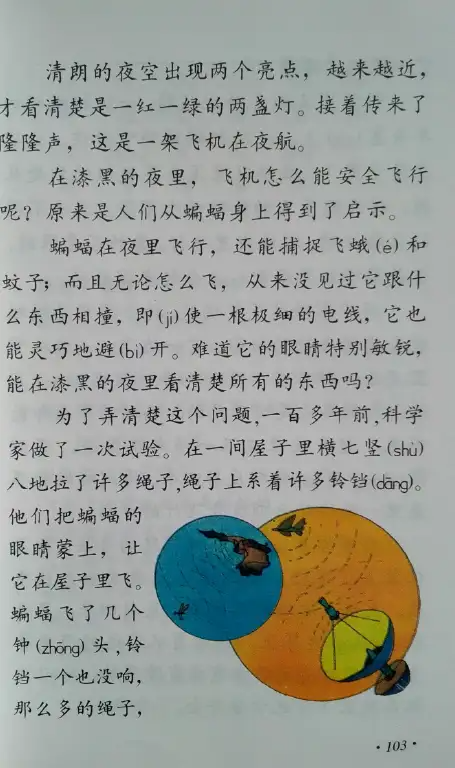 清朗的夜空出现两个亮点，越来越近，
才看清楚是一红一绿的两盏灯。接着传来了
隆隆声，这是一架飞机在夜航。
在漆黑的夜里，飞机怎么能安全飞行
呢？原来是人们从蝙蝠身上得到了启示。
蝙蝠在夜里飞行，还能捕捉飞蛾(é)和
蚊子；而且无论怎么飞，从来没见过它跟什
么东西相撞，即(jí)使一根极细的电线，它也
能灵巧地避(bì)开。难道它的眼睛特别敏锐，
能在漆黑的夜里看清楚所有的东西吗？
为了弄清楚这个问题，一百多年前，科学
家做了一次试验。在一间屋子里横七竖(shù)
八地拉了许多绳子，绳子上系着许多铃铛(dāng)。
他们把蝙蝠的
眼睛蒙上，让
它在屋子里飞。
蝙蝠飞了几个
钟(zhōng)头，铃
铛一个也没响，
那么多的绳子，
·103·